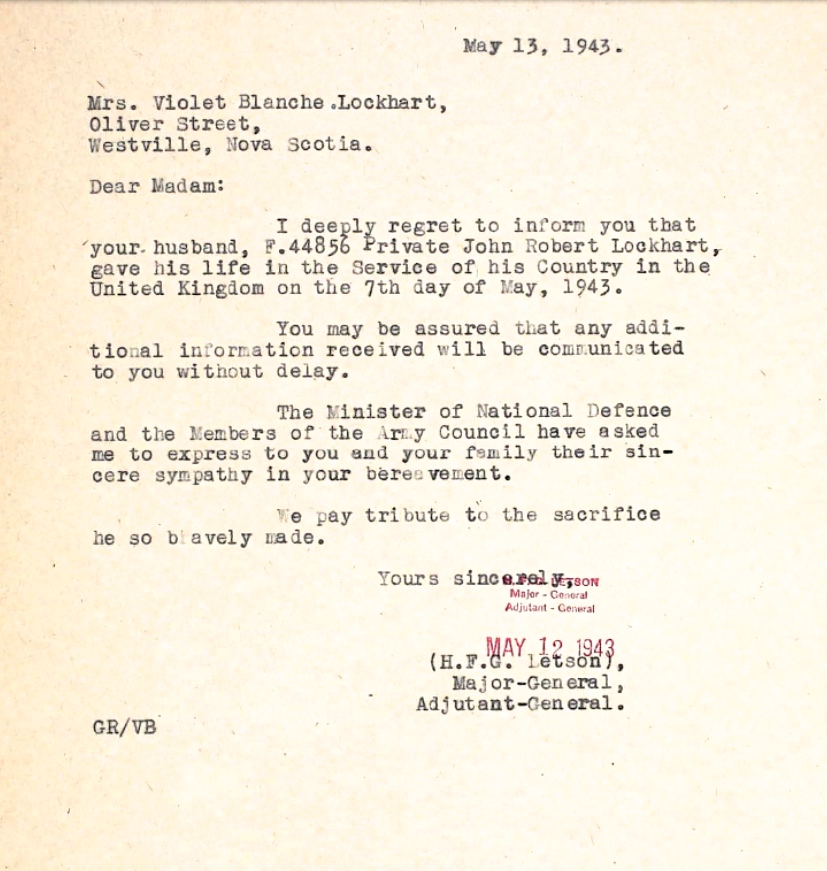 May 13, 1943.
Mrs. Violet Blanche Lockhart,
Oliver Street,
Westville, Nova Scotia.
Dear Madam:
I deeply regret to inform you that
your husband, F.44856 Private John Robert Lockhart,
gave his life in the Service of his Country in the
United Kingdom on the 7th day of May, 1943.
You may be assured that any addi-
tional information received will be communicated
to you without delay.
The Minister of National Defence
and the Members of the Army Council have asked
me to express to you and your family their sin-
cere sympathy in your bereavement.
We pay tribute to the sacrifice
he so bravely made.
Yours sincerely,
H.F.G. LETSON
Major - General
Adjutant - General
MAY 12 1943
(H.F.G. Letson),
Major-General,
Adjutant-General.
GR/VB